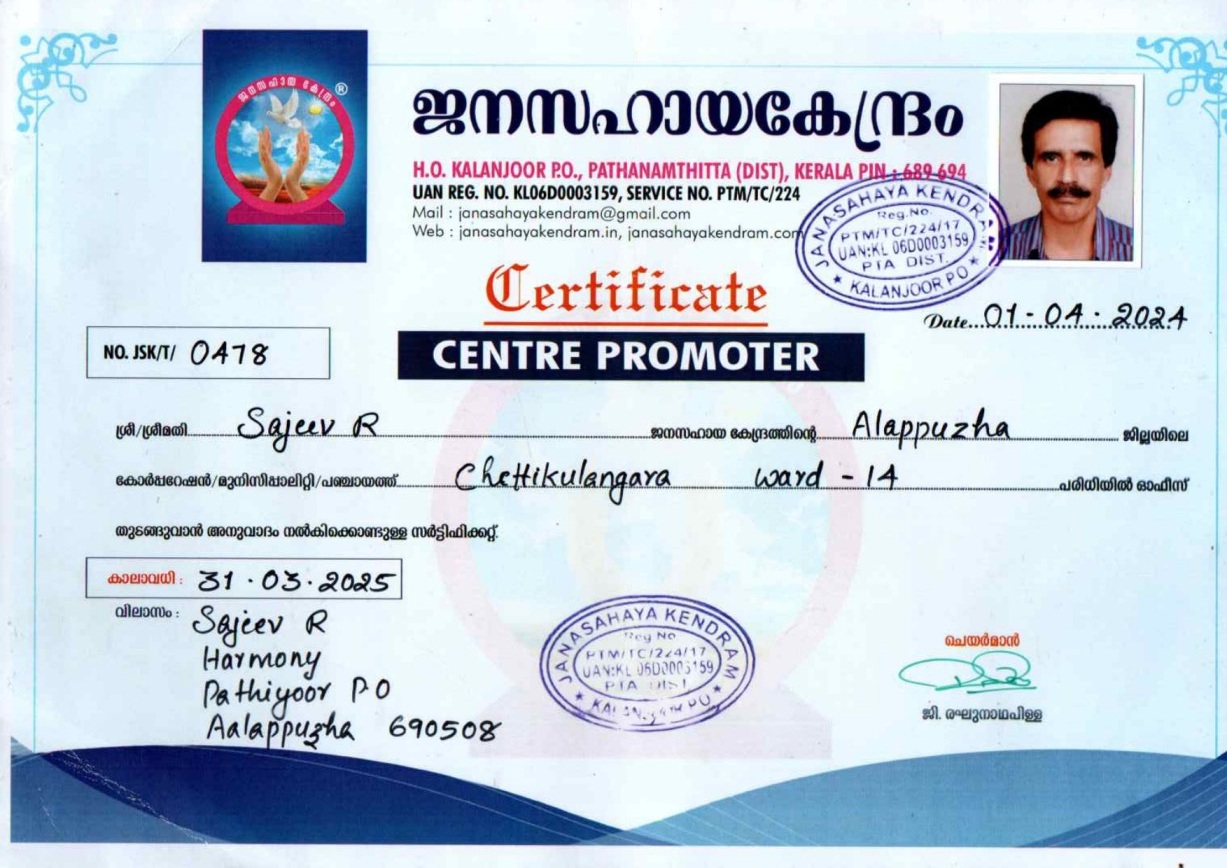 ജനസഹായ കേന്ദ്രം ®
ജനസഹായകേന്ദ്രം
H.O. KALANJOOR P.O., PATHANAMTHITTA (DIST), KERALA PIN : 689 694
UAN REG. NO. KL06D0003159, SERVICE NO. PTM/TC/224
Mail : janasahayakendram@gmail.com
Web : janasahayakendram.in, janasahayakendram.com
JANASAHAYA KENDRAM
Reg.No.
PTM/TC/224/17
UAN:KL 06D0003159
PTA DIST.
★ KALANJOOR PO ★
Certificate
Date...01-04-2024
NO. JSK/T/ 0478
CENTRE PROMOTER
ശ്രീ/ശ്രീമതി Sajeev R ജനസഹായ കേന്ദ്രത്തിന്റെ Alappuzha ജില്ലയിലെ
കോർപ്പറേഷൻ/മുനിസിപ്പാലിറ്റി/പഞ്ചായത്ത് Chettikulangara ward - 14 പരിധിയിൽ ഓഫീസ്
തുടങ്ങുവാൻ അനുവാദം നൽകിക്കൊണ്ടുള്ള സർട്ടിഫിക്കറ്റ്.
കാലാവധി : 31·03·2025
വിലാസം : Sajeev R
Harmony
Pathiyoor P O
Aalappuzha 690508
JANASAHAYA KENDRAM
Reg No
PTM/TC/224/17
UAN:KL 06D0003159
PTA DIST
★ KALANJOOR PO ★
ചെയർമാൻ
ജി. രഘുനാഥപിള്ള